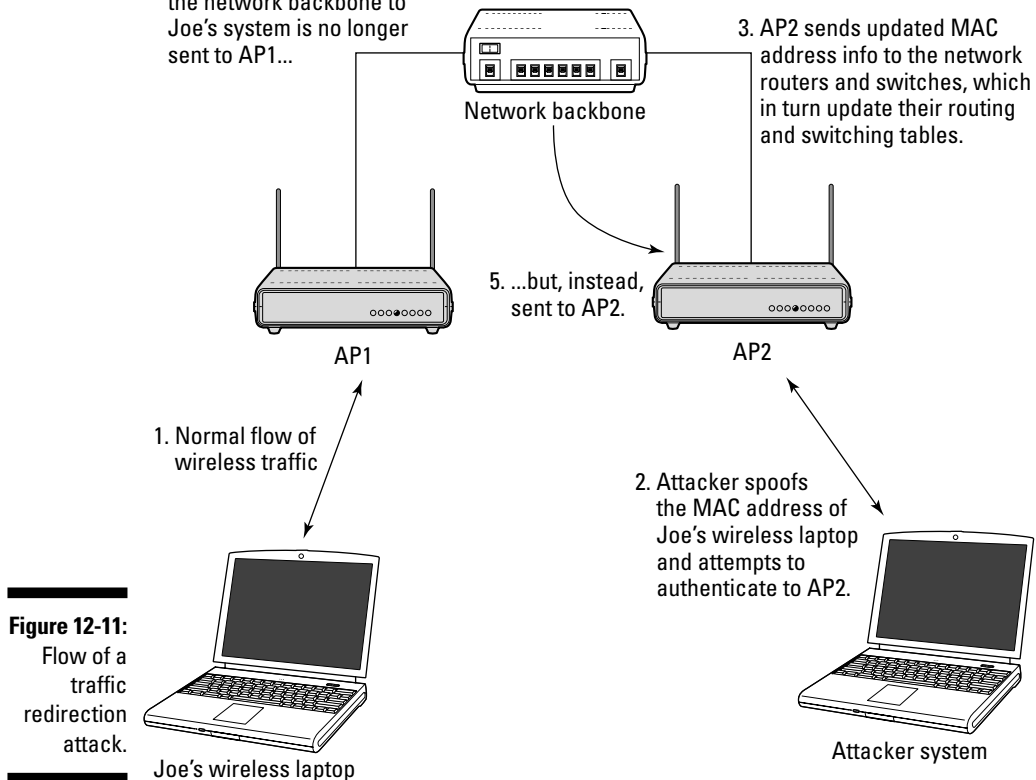 the network backbone to
Joe's system is no longer
sent to AP1...
Network backbone
3. AP2 sends updated MAC
address info to the network
routers and switches, which
in turn update their routing
and switching tables.
5. ...but, instead,
sent to AP2.
AP1
AP2
1. Normal flow of
wireless traffic
2. Attacker spoofs
the MAC address of
Joe's wireless laptop
and attempts to
authenticate to AP2.
Figure 12-11:
Flow of a
traffic
redirection
attack.
Joe's wireless laptop
Attacker system